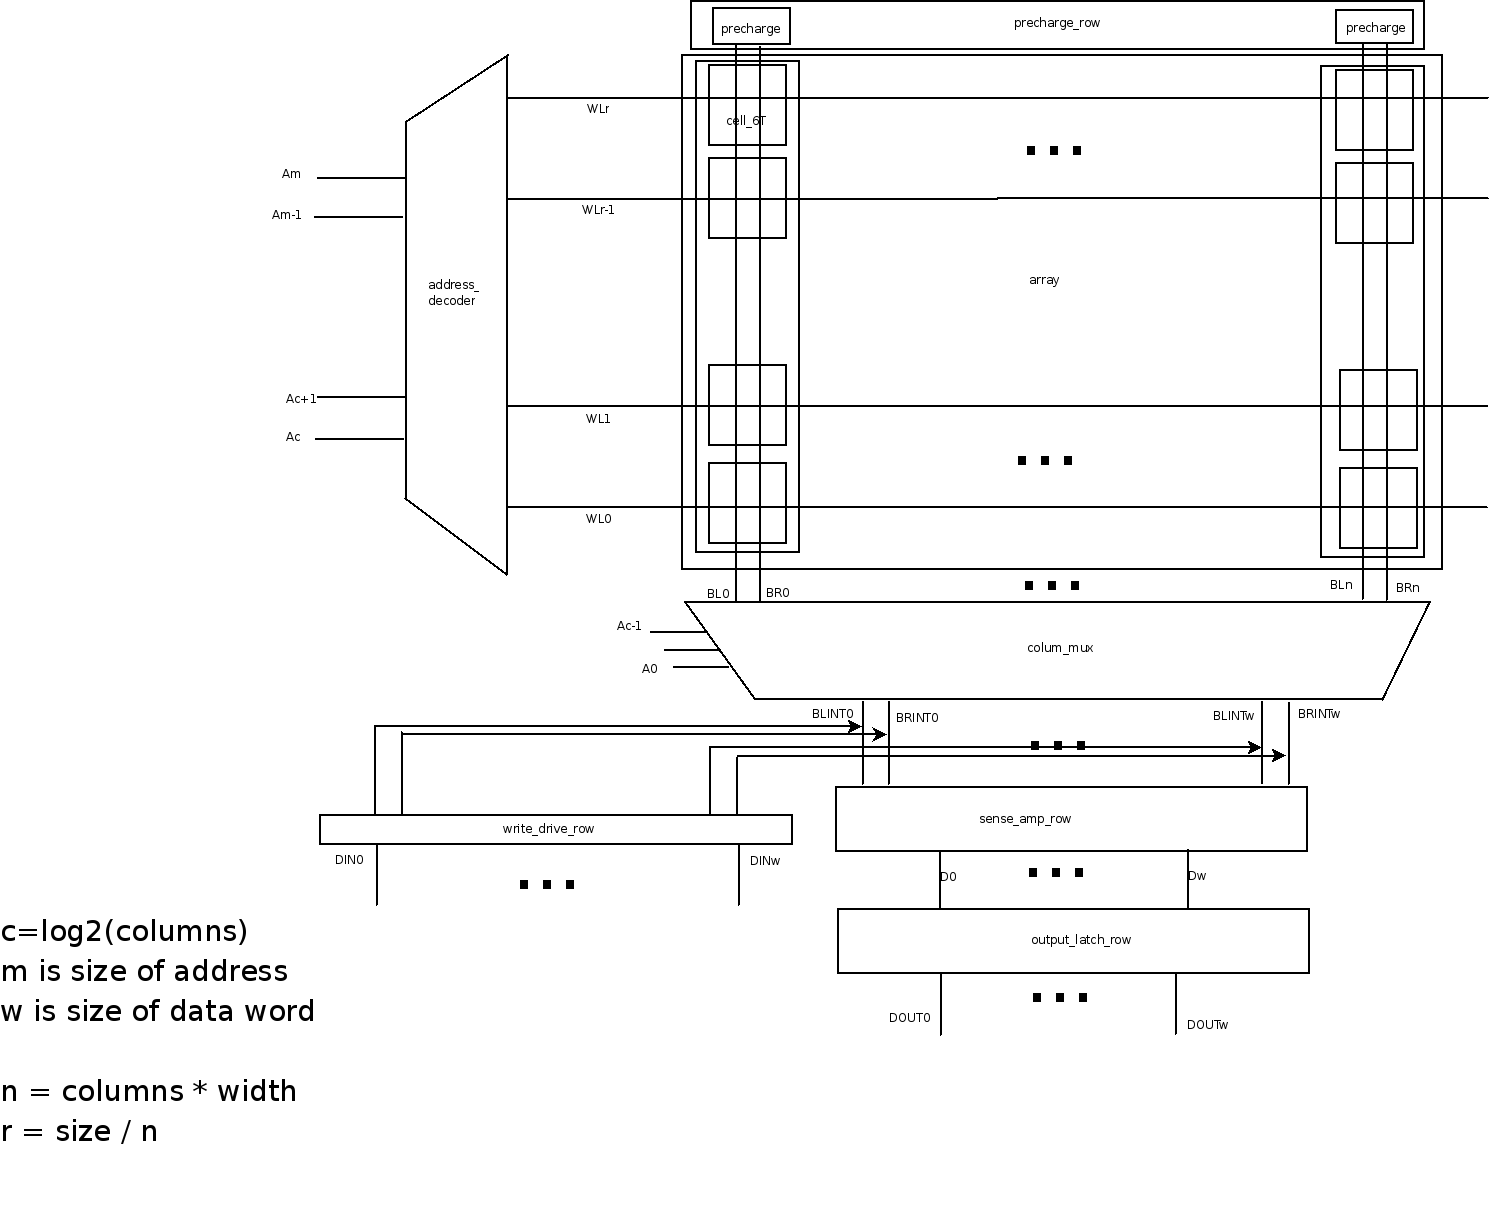 precharge
precharge_row
precharge
WLr
cell_6T
Am
Am-1
WLr-1
address_
decoder
array
Ac+1
Ac
WL1
WL0
BL0
BR0
BLn
BRn
Ac-1
A0
colum_mux
BLINT0
BRINT0
BLINTw
BRINTw
write_drive_row
sense_amp_row
DIN0
DINw
D0
Dw
output_latch_row
DOUT0
DOUTw
c=log2(columns)
m is size of address
w is size of data word
n = columns * width
r = size / n